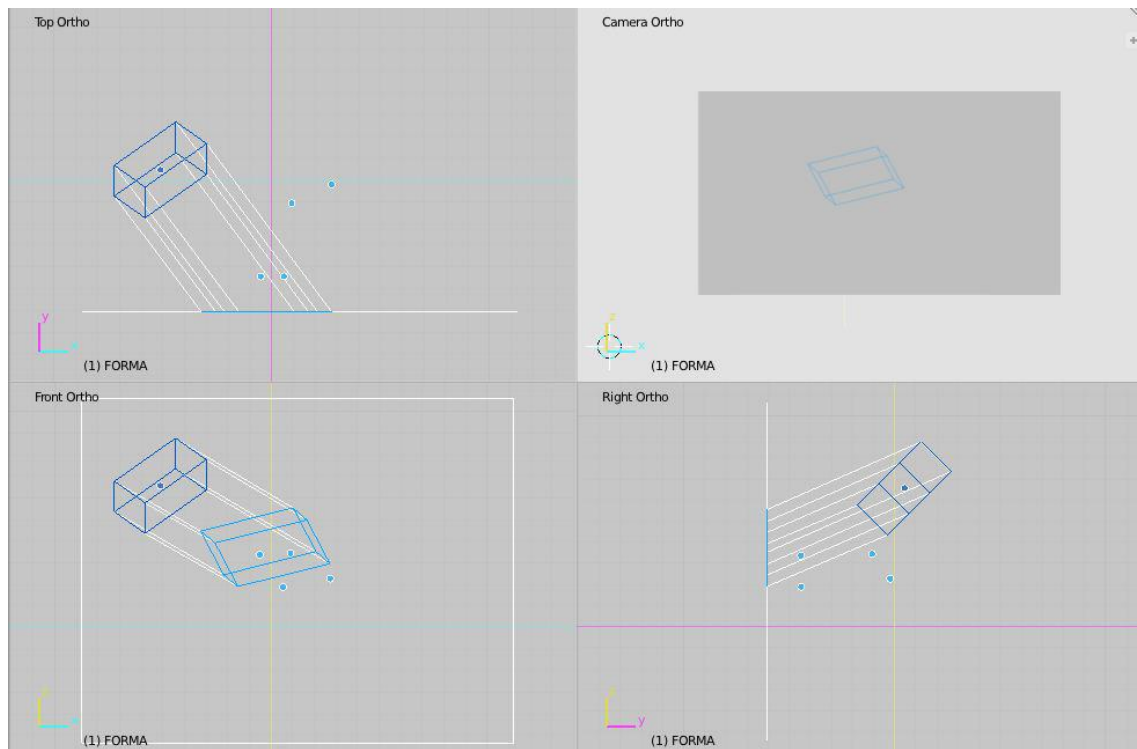 Top Ortho
y
x
(1) FORMA
Camera Ortho
z
x
(1) FORMA
Front Ortho
z
x
(1) FORMA
Right Ortho
z
y
(1) FORMA